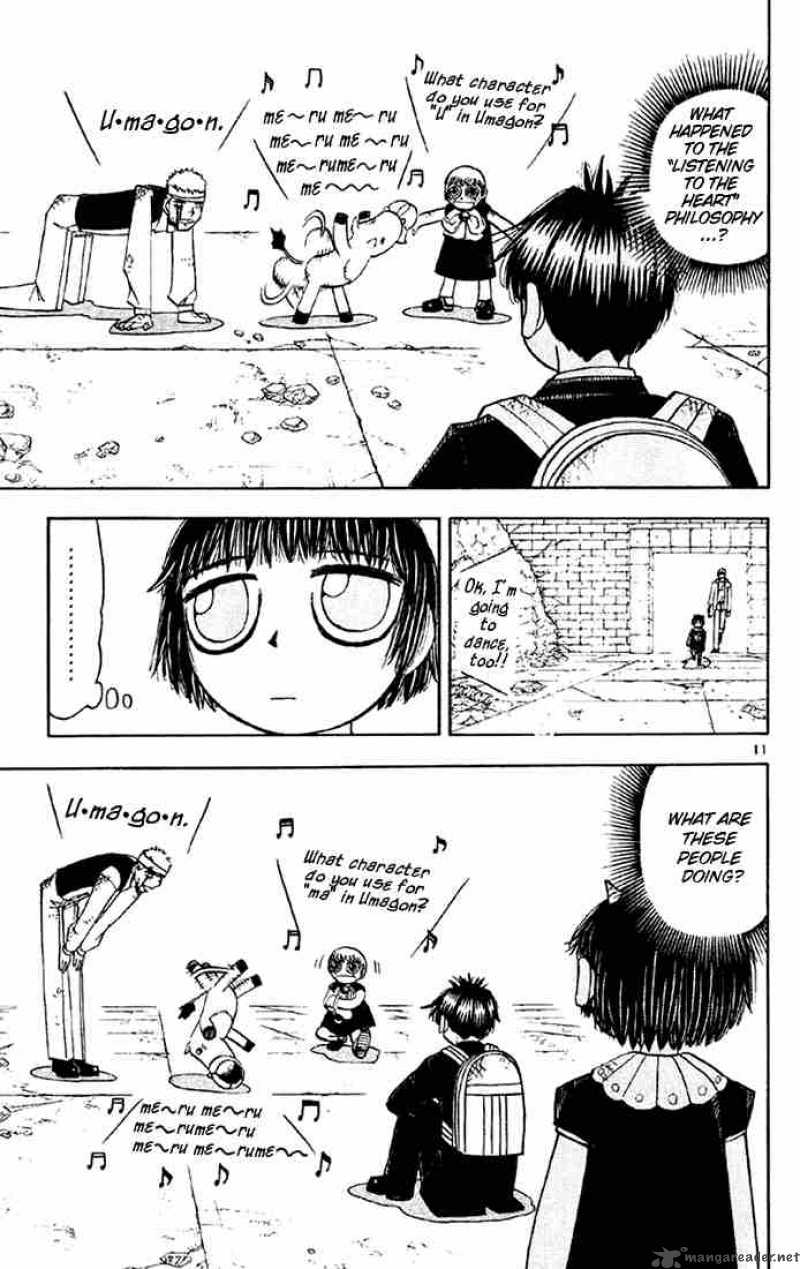 WHAT
HAPPENED
TO THE
"LISTENING
TO THE
HEART"
PHILOSOPHY
...?
What character
do you use for
"U" in Umagon?
me~ru me~ru
me~ru me~ru
me~rume~ru
me~~~
U•ma•go•n.
Ok, I'm
going
to
dance,
too!!
..........
11
WHAT ARE
THESE
PEOPLE
DOING?
What character
do you use for
"ma" in Umagon?
U•ma•go•n.
me~ru me~ru
me~rume~ru
me~ru me~rume~~
mangareader.net